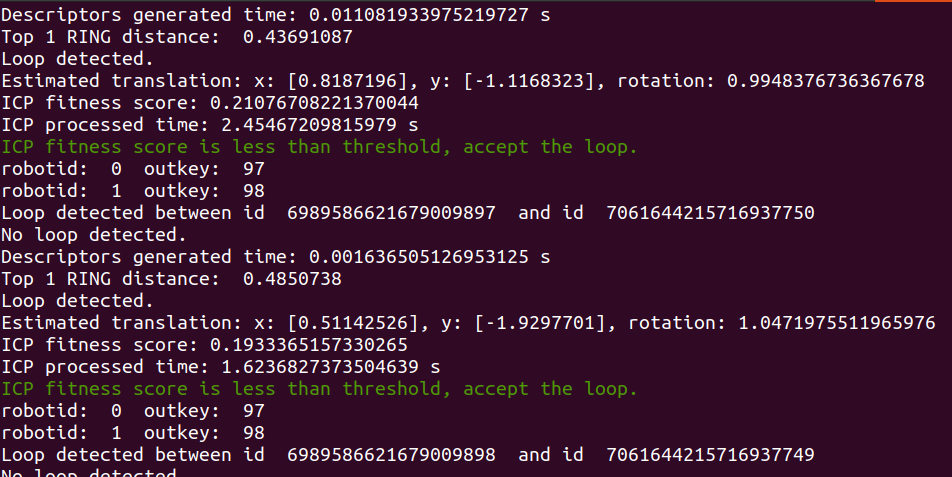 Descriptors generated time: 0.011081933975219727 s
Top 1 RING distance:  0.43691087
Loop detected.
Estimated translation: x: [0.8187196], y: [-1.1168323], rotation: 0.9948376736367678
ICP fitness score: 0.21076708221370044
ICP processed time: 2.45467209815979 s
ICP fitness score is less than threshold, accept the loop.
robotid:  0  outkey:  97
robotid:  1  outkey:  98
Loop detected between id  6989586621679009897  and id  7061644215716937750
No loop detected.
Descriptors generated time: 0.001636505126953125 s
Top 1 RING distance:  0.4850738
Loop detected.
Estimated translation: x: [0.51142526], y: [-1.9297701], rotation: 1.0471975511965976
ICP fitness score: 0.1933365157330265
ICP processed time: 1.6236827373504639 s
ICP fitness score is less than threshold, accept the loop.
robotid:  0  outkey:  97
robotid:  1  outkey:  98
Loop detected between id  6989586621679009898  and id  7061644215716937749
No loop detected